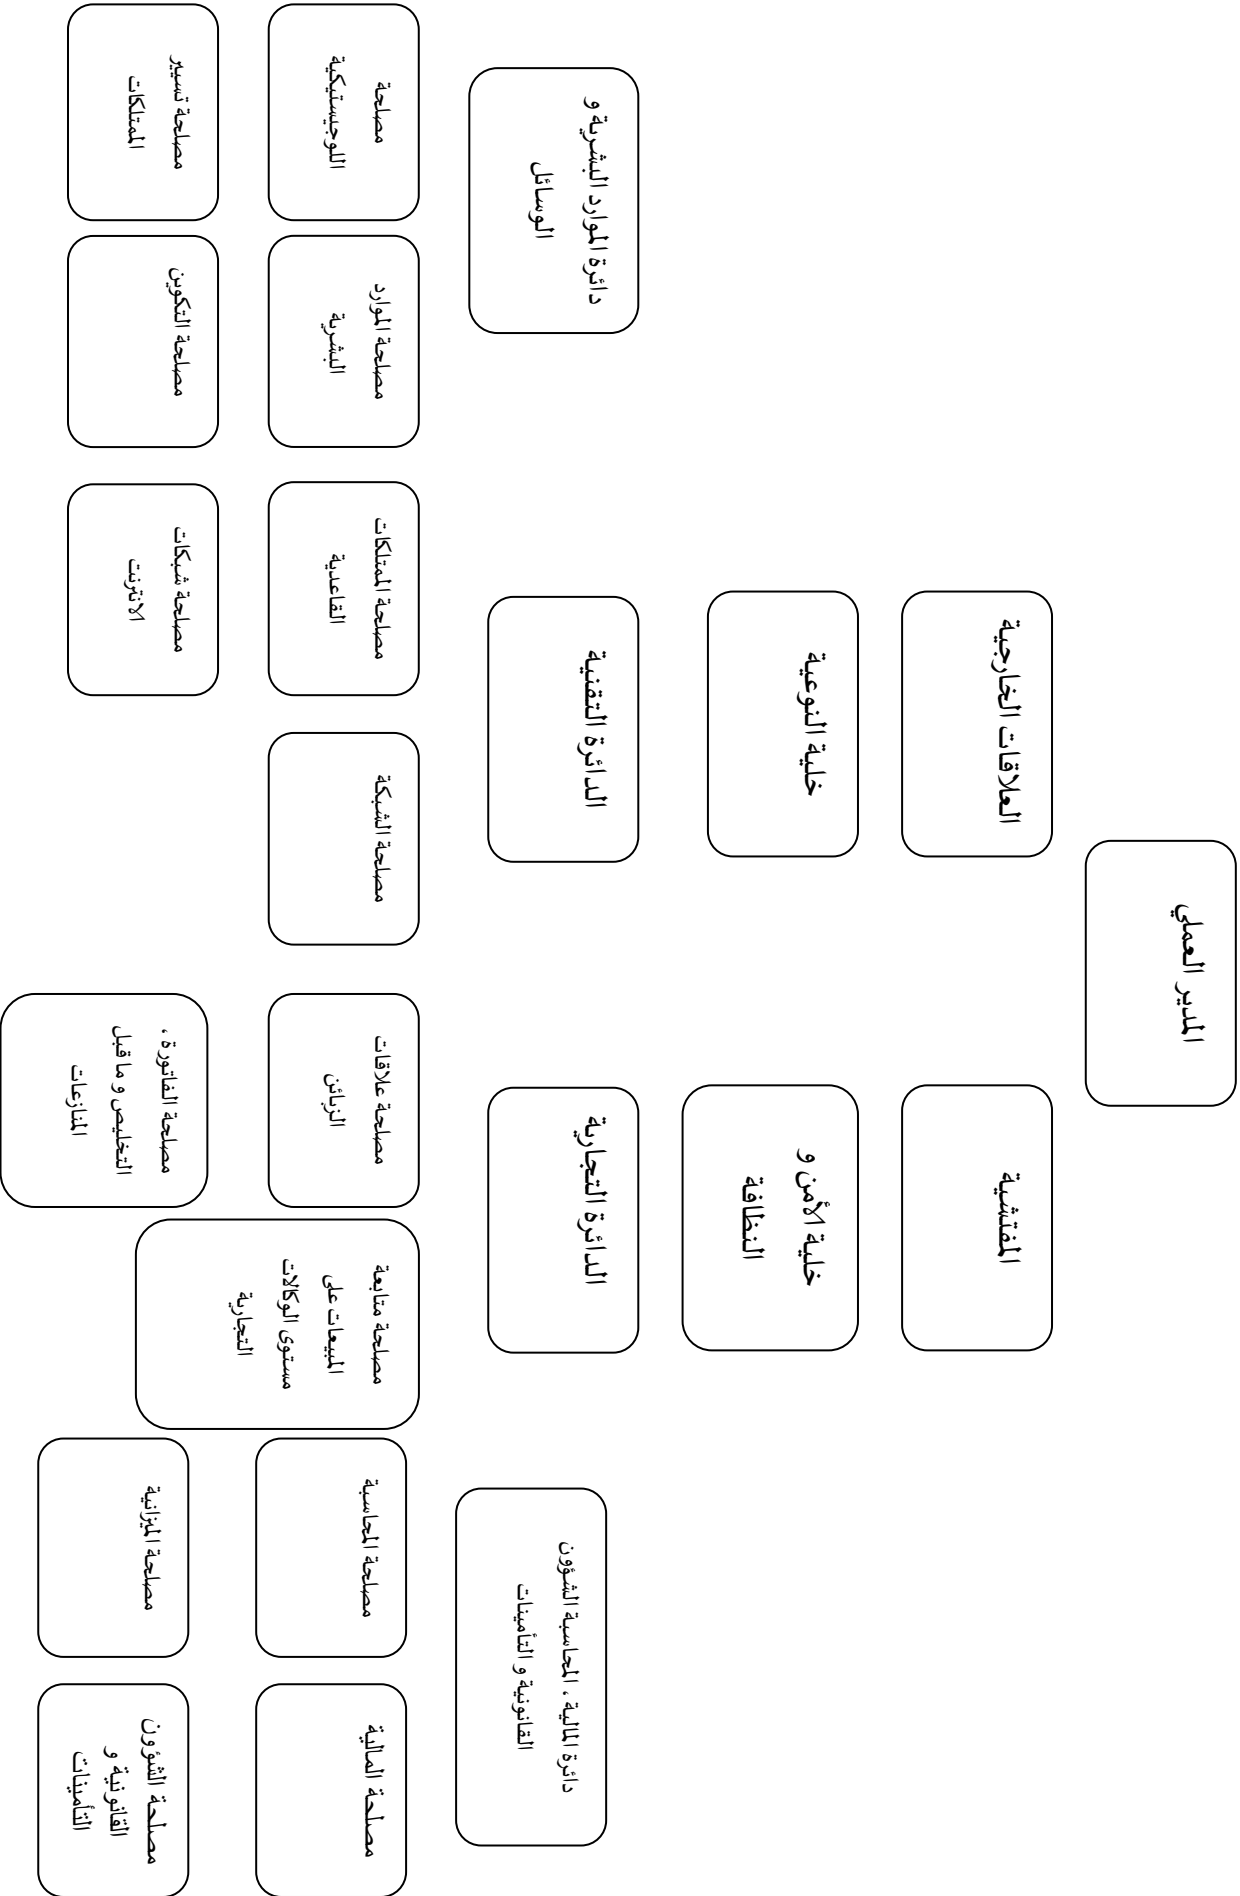 المدير العملي
المفتشية
العلاقات الخارجية
خلية الأمن و
النظافة
خلية النوعية
دائرة المالية ، المحاسبة الشؤون
القانونية و التأمينات
الدائرة التجارية
الدائرة التقنية
دائرة الموارد البشرية و
الوسائل
مصلحة المالية
مصلحة المحاسبة
مصلحة متابعة
المبيعات على
مستوى الوكالات
التجارية
مصلحة علاقات
الزبائن
مصلحة الشبكة
مصلحة الممتلكات
القاعدية
مصلحة الموارد
البشرية
مصلحة
اللوجيستيكية
مصلحة الشؤون
القانونية و
التأمينات
مصلحة الميزانية
مصلحة الفاتورة ،
التخليص و ما قبل
المنازعات
مصلحة شبكات
الانترنت
مصلحة التكوين
مصلحة تسيير
الممتلكات